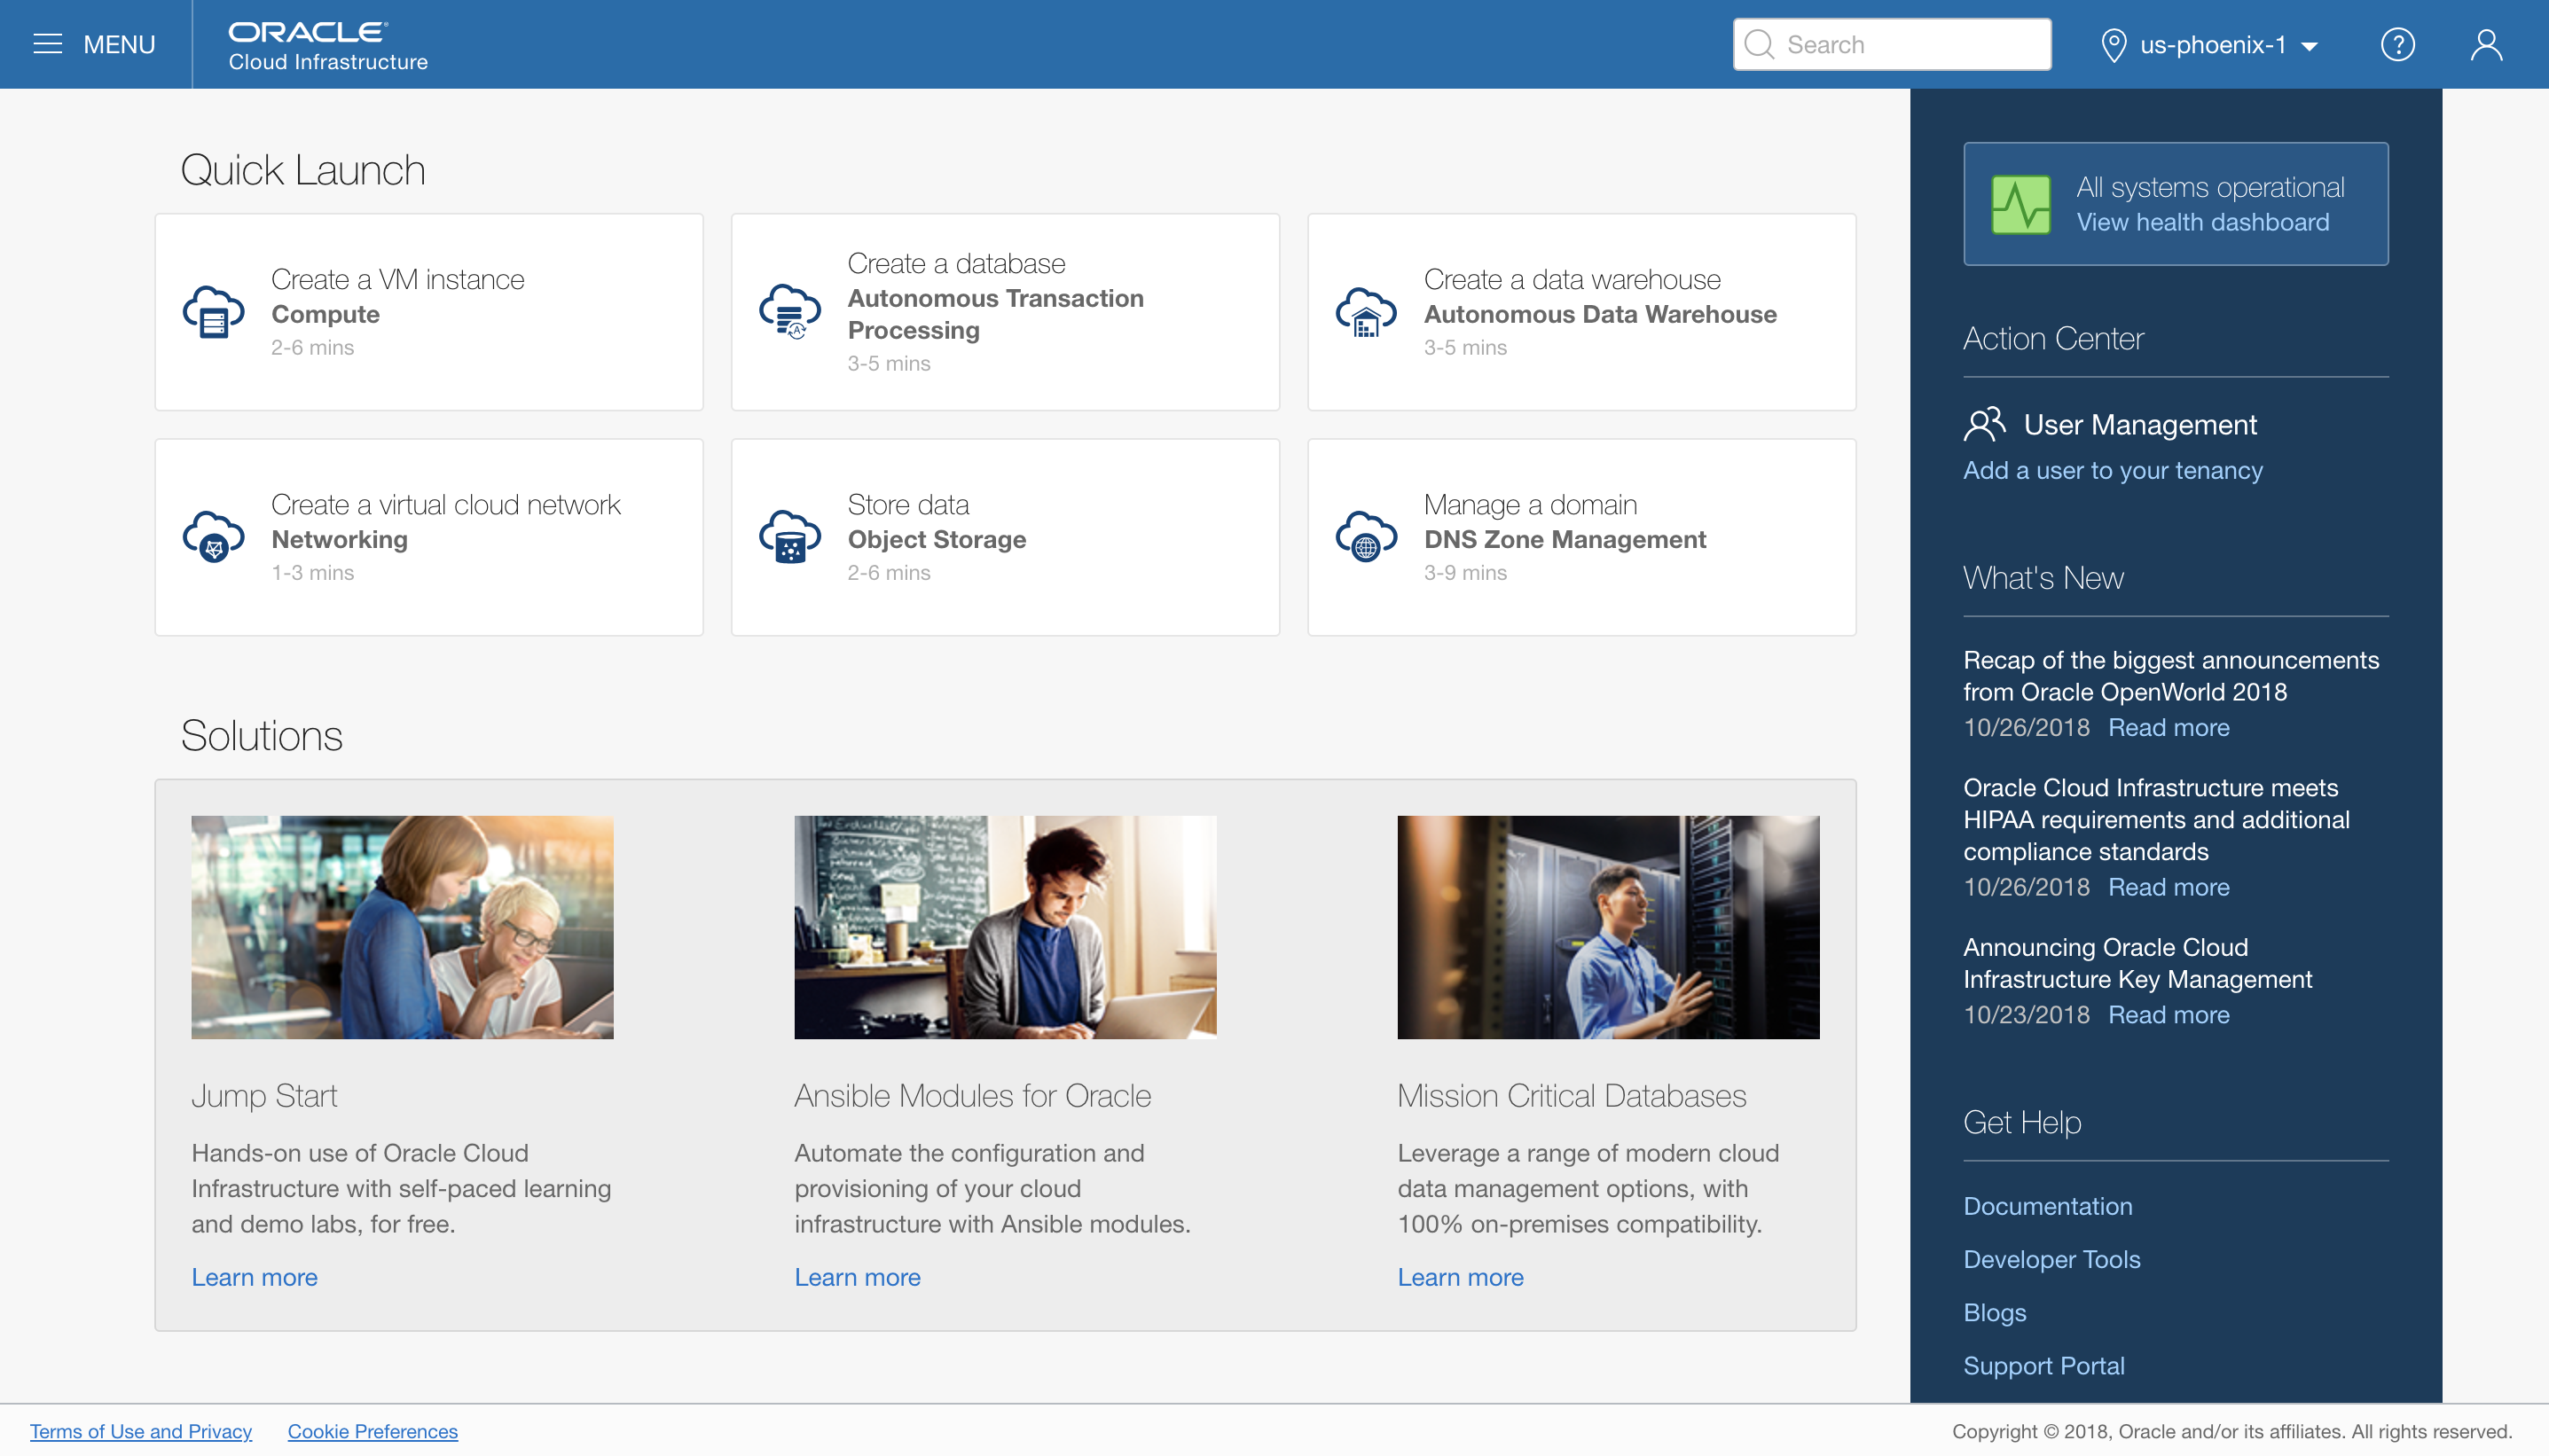 MENU
ORACLE
Cloud Infrastructure
Search
us-phoenix-1
Quick Launch
Create a VM instance
Compute
2-6 mins
Create a database
Autonomous Transaction
Processing
3-5 mins
Create a data warehouse
Autonomous Data Warehouse
3-5 mins
Create a virtual cloud network
Networking
1-3 mins
Store data
Object Storage
2-6 mins
Manage a domain
DNS Zone Management
3-9 mins
Solutions
Jump Start
Hands-on use of Oracle Cloud
Infrastructure with self-paced learning
and demo labs, for free.
Learn more
Ansible Modules for Oracle
Automate the configuration and
provisioning of your cloud
infrastructure with Ansible modules.
Learn more
Mission Critical Databases
Leverage a range of modern cloud
data management options, with
100% on-premises compatibility.
Learn more
All systems operational
View health dashboard
Action Center
User Management
Add a user to your tenancy
What's New
Recap of the biggest announcements
from Oracle OpenWorld 2018
10/26/2018 Read more
Oracle Cloud Infrastructure meets
HIPAA requirements and additional
compliance standards
10/26/2018 Read more
Announcing Oracle Cloud
Infrastructure Key Management
10/23/2018 Read more
Get Help
Documentation
Developer Tools
Blogs
Support Portal
Terms of Use and Privacy
Cookie Preferences
Copyright © 2018, Oracle and/or its affiliates. All rights reserved.